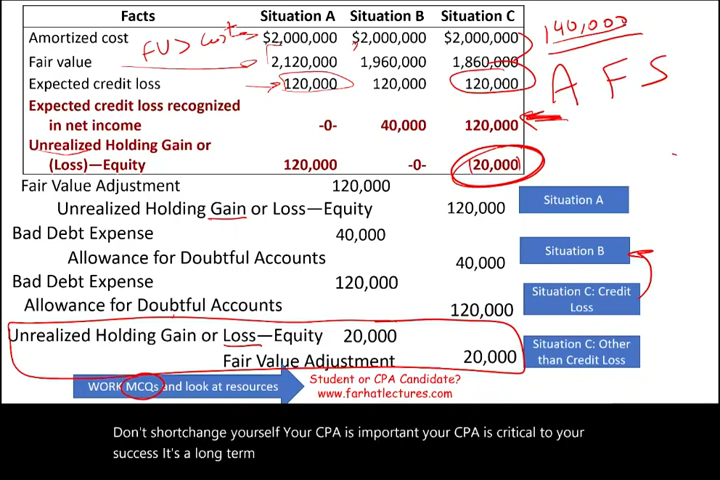 Facts Situation A Situation B Situation C
140,000
Amortized cost $2,000,000 $2,000,000 $2,000,000
FV > Cost
Fair value 2,120,000 1,960,000 1,860,000
Expected credit loss 120,000 120,000 120,000
A F S
Expected credit loss recognized
in net income -0- 40,000 120,000
Unrealized Holding Gain or
(Loss)—Equity 120,000 -0- (20,000)
Fair Value Adjustment 120,000
Unrealized Holding Gain or Loss—Equity 120,000
Situation A
Bad Debt Expense 40,000
Allowance for Doubtful Accounts 40,000
Situation B
Bad Debt Expense 120,000
Allowance for Doubtful Accounts 120,000
Situation C: Credit
Loss
Unrealized Holding Gain or Loss—Equity 20,000
Fair Value Adjustment 20,000
Situation C: Other
than Credit Loss
WORK MCQs and look at resources
Student or CPA Candidate?
www.farhatlectures.com
Don't shortchange yourself Your CPA is important your CPA is critical to your
success It's a long term